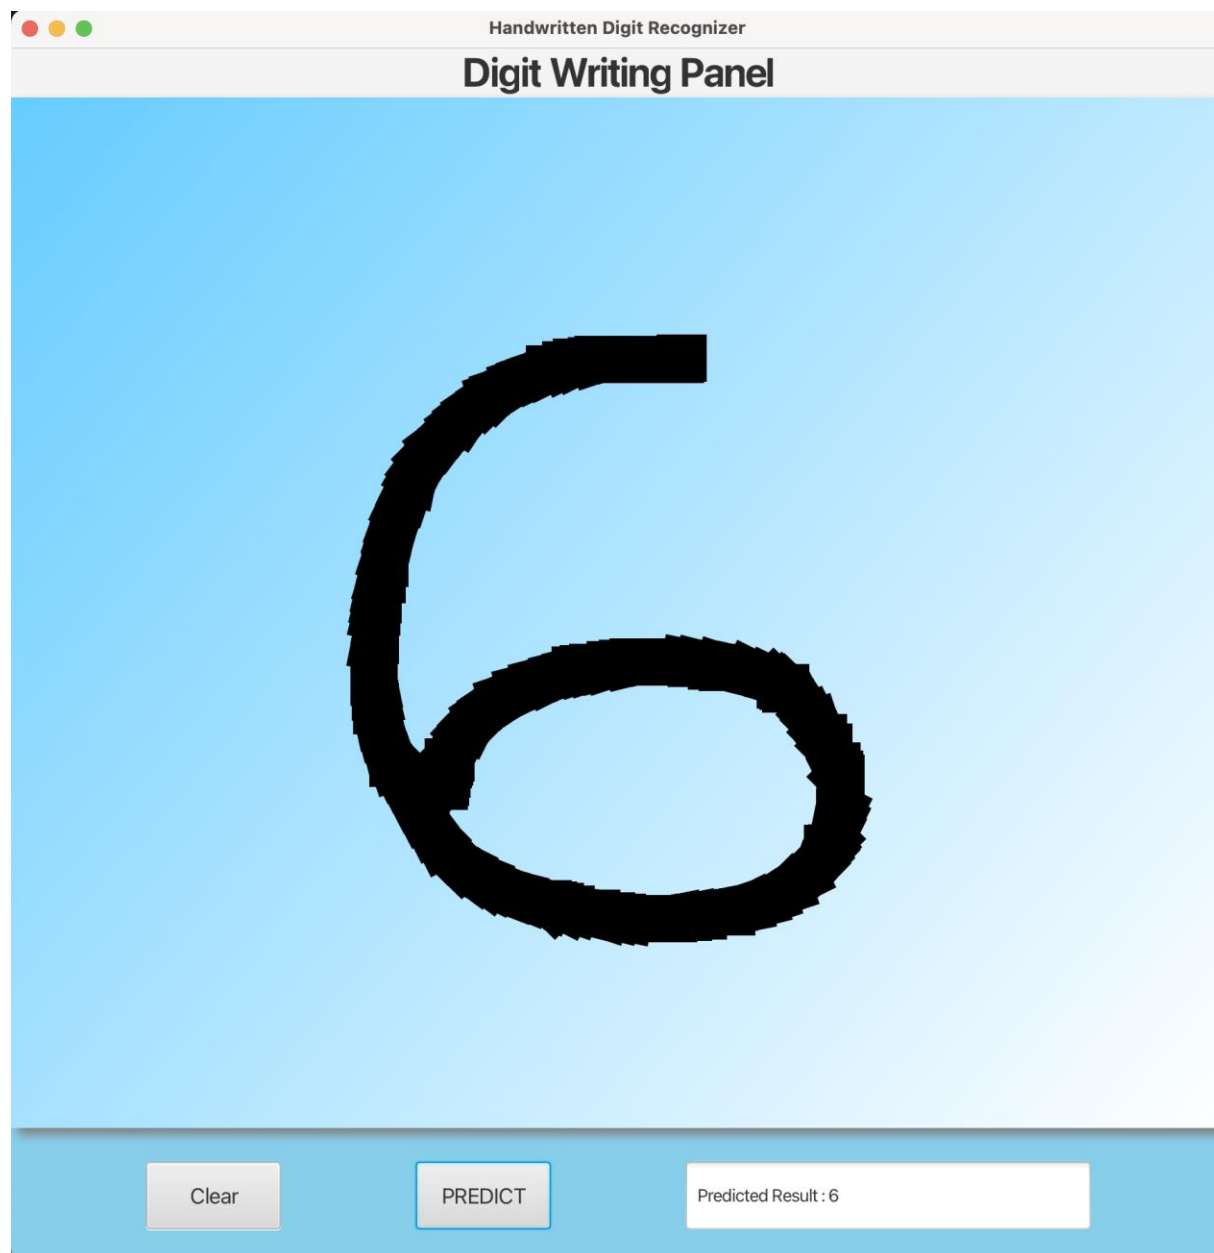 Handwritten Digit Recognizer
Digit Writing Panel
6
Clear
PREDICT
Predicted Result : 6